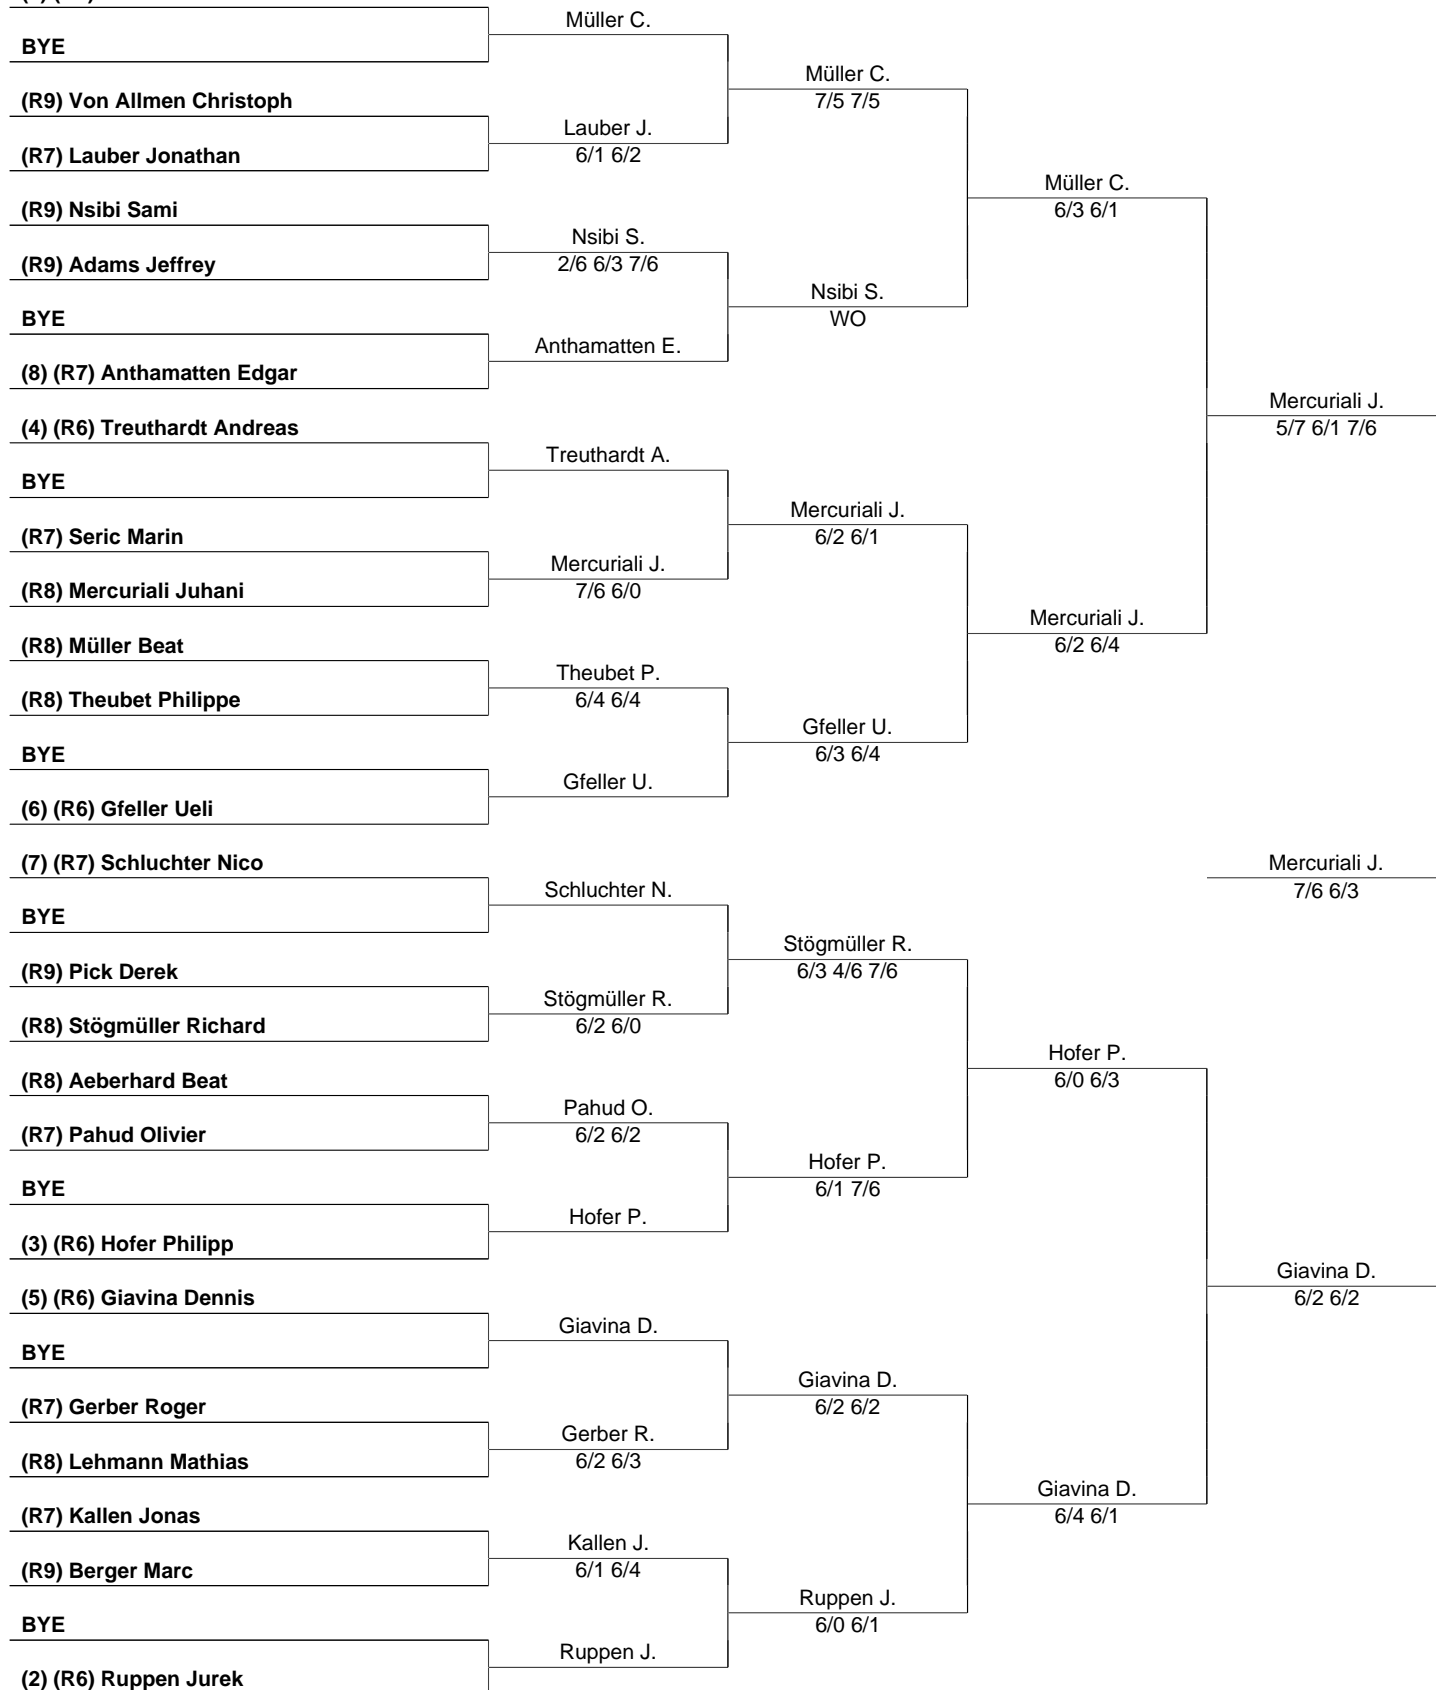 BYE
(R9) Von Allmen Christoph
(R7) Lauber Jonathan
(R9) Nsibi Sami
(R9) Adams Jeffrey
BYE
(8) (R7) Anthamatten Edgar
(4) (R6) Treuthardt Andreas
BYE
(R7) Seric Marin
(R8) Mercuriali Juhani
(R8) Müller Beat
(R8) Theubet Philippe
BYE
(6) (R6) Gfeller Ueli
(7) (R7) Schluchter Nico
BYE
(R9) Pick Derek
(R8) Stögmüller Richard
(R8) Aeberhard Beat
(R7) Pahud Olivier
BYE
(3) (R6) Hofer Philipp
(5) (R6) Giavina Dennis
BYE
(R7) Gerber Roger
(R8) Lehmann Mathias
(R7) Kallen Jonas
(R9) Berger Marc
BYE
(2) (R6) Ruppen Jurek
Müller C.
Lauber J.
6/1 6/2
Nsibi S.
2/6 6/3 7/6
Anthamatten E.
Treuthardt A.
Mercuriali J.
7/6 6/0
Theubet P.
6/4 6/4
Gfeller U.
Schluchter N.
Stögmüller R.
6/2 6/0
Pahud O.
6/2 6/2
Hofer P.
Giavina D.
Gerber R.
6/2 6/3
Kallen J.
6/1 6/4
Ruppen J.
Müller C.
7/5 7/5
Nsibi S.
WO
Mercuriali J.
6/2 6/1
Gfeller U.
6/3 6/4
Stögmüller R.
6/3 4/6 7/6
Hofer P.
6/1 7/6
Giavina D.
6/2 6/2
Ruppen J.
6/0 6/1
Müller C.
6/3 6/1
Mercuriali J.
6/2 6/4
Hofer P.
6/0 6/3
Giavina D.
6/4 6/1
Mercuriali J.
5/7 6/1 7/6
Mercuriali J.
7/6 6/3
Giavina D.
6/2 6/2